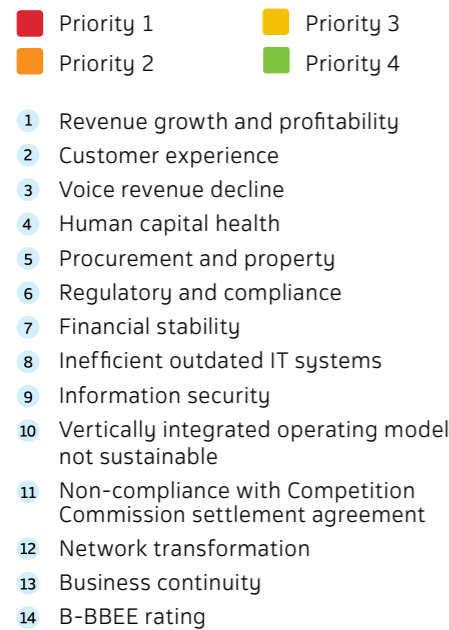 Priority 1
Priority 3
Priority 2
Priority 4
1 Revenue growth and profitability
2 Customer experience
3 Voice revenue decline
4 Human capital health
5 Procurement and property
6 Regulatory and compliance
7 Financial stability
8 Inefficient outdated IT systems
9 Information security
10 Vertically integrated operating model
not sustainable
11 Non-compliance with Competition
Commission settlement agreement
12 Network transformation
13 Business continuity
14 B-BBEE rating